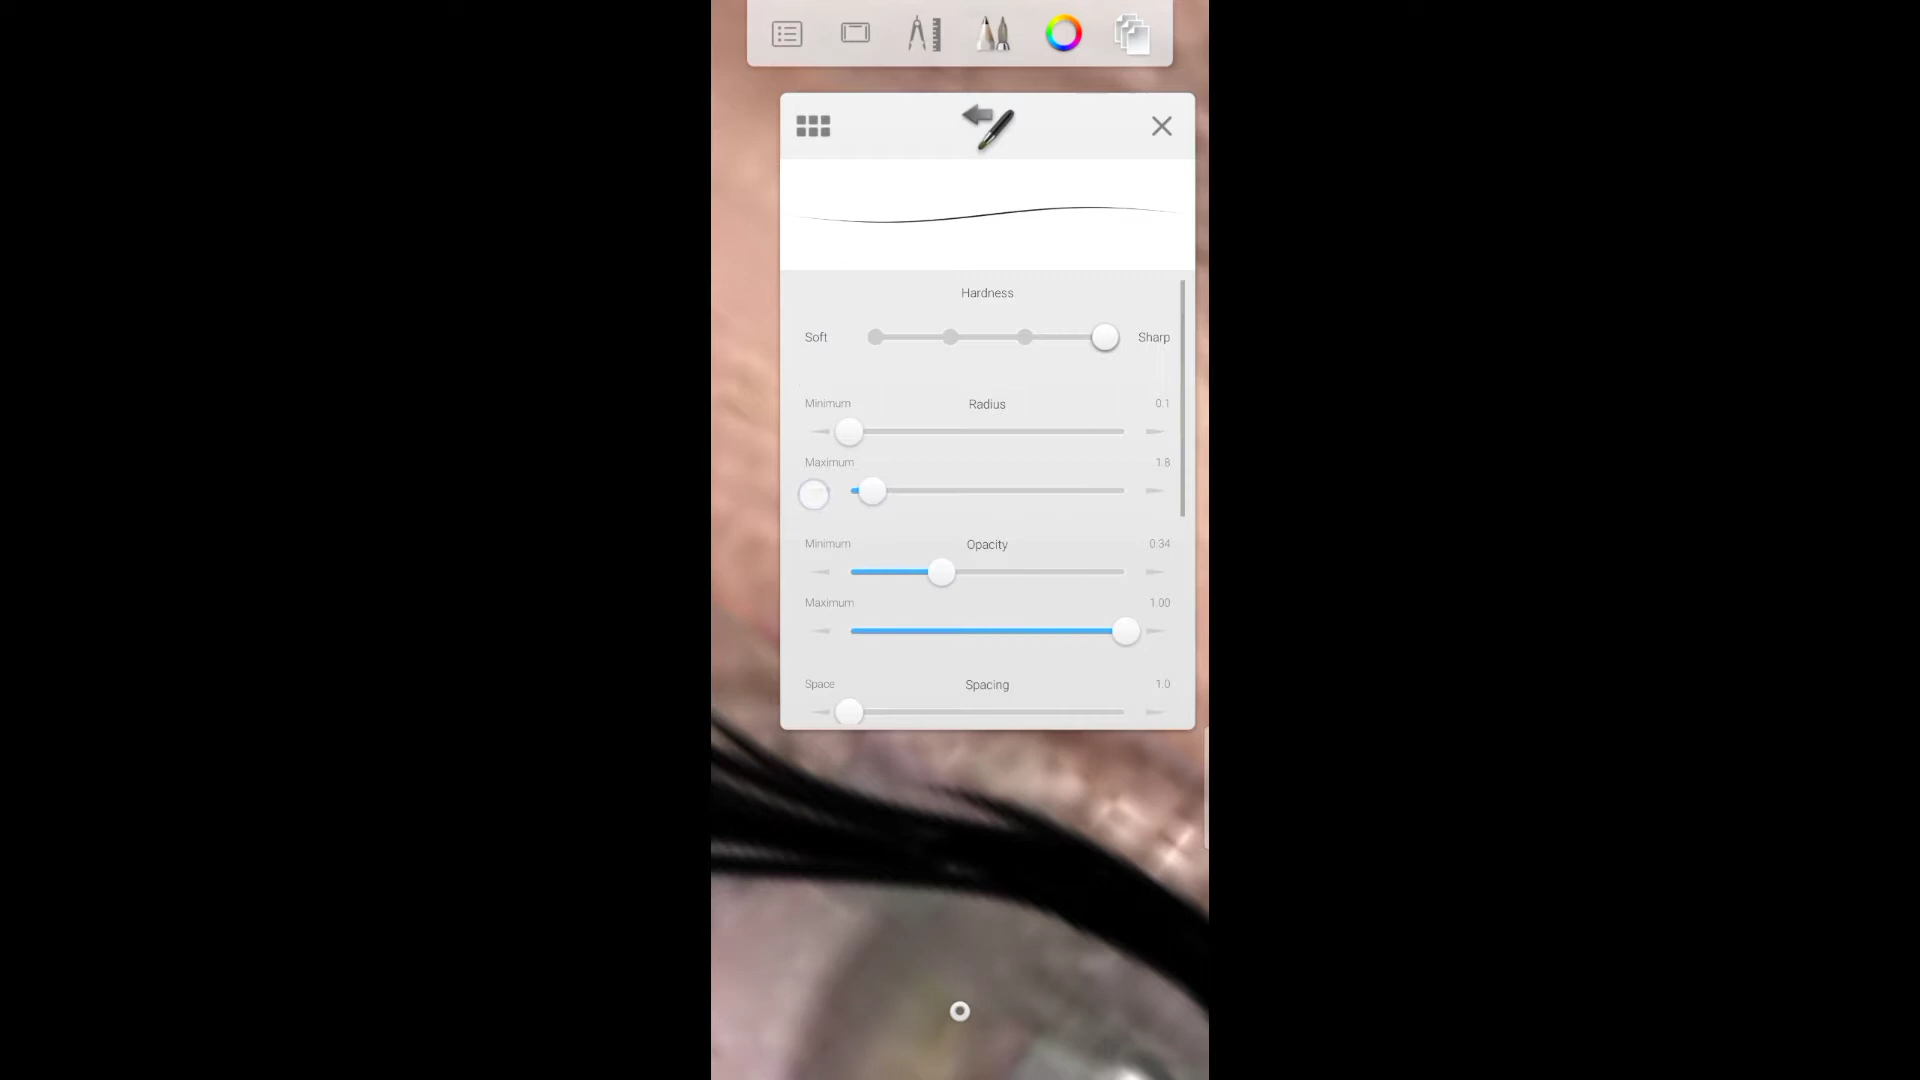 Hardness
Soft Sharp
Minimum Radius 0.1
Maximum 1.8
Minimum Opacity 0.34
Maximum 1.00
Space Spacing 1.0